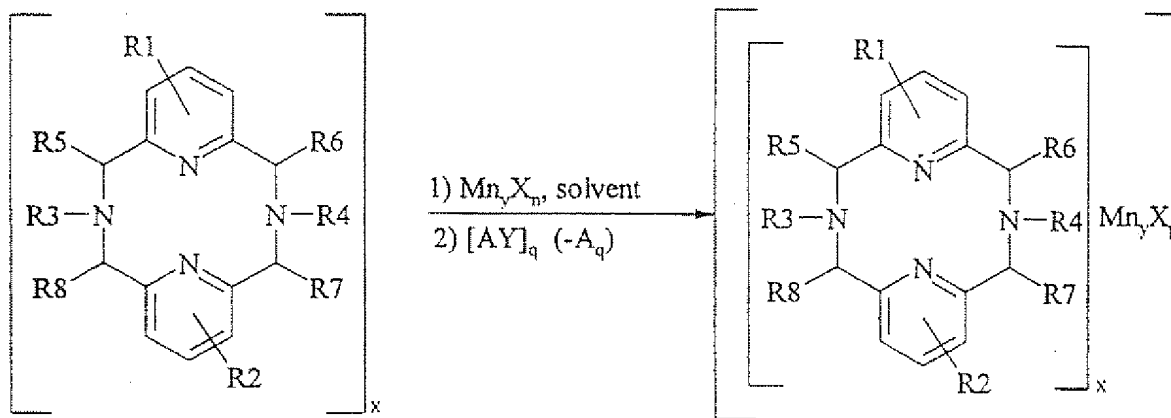 R1
R5
R6
N
R3
N
N
R4
N
R8
R7
R2
x
1) MnyXn, solvent
2) [AY]q (-Aq)
R1
R5
R6
N
R3
N
N
R4
MnyX
N
R8
R7
R2
x